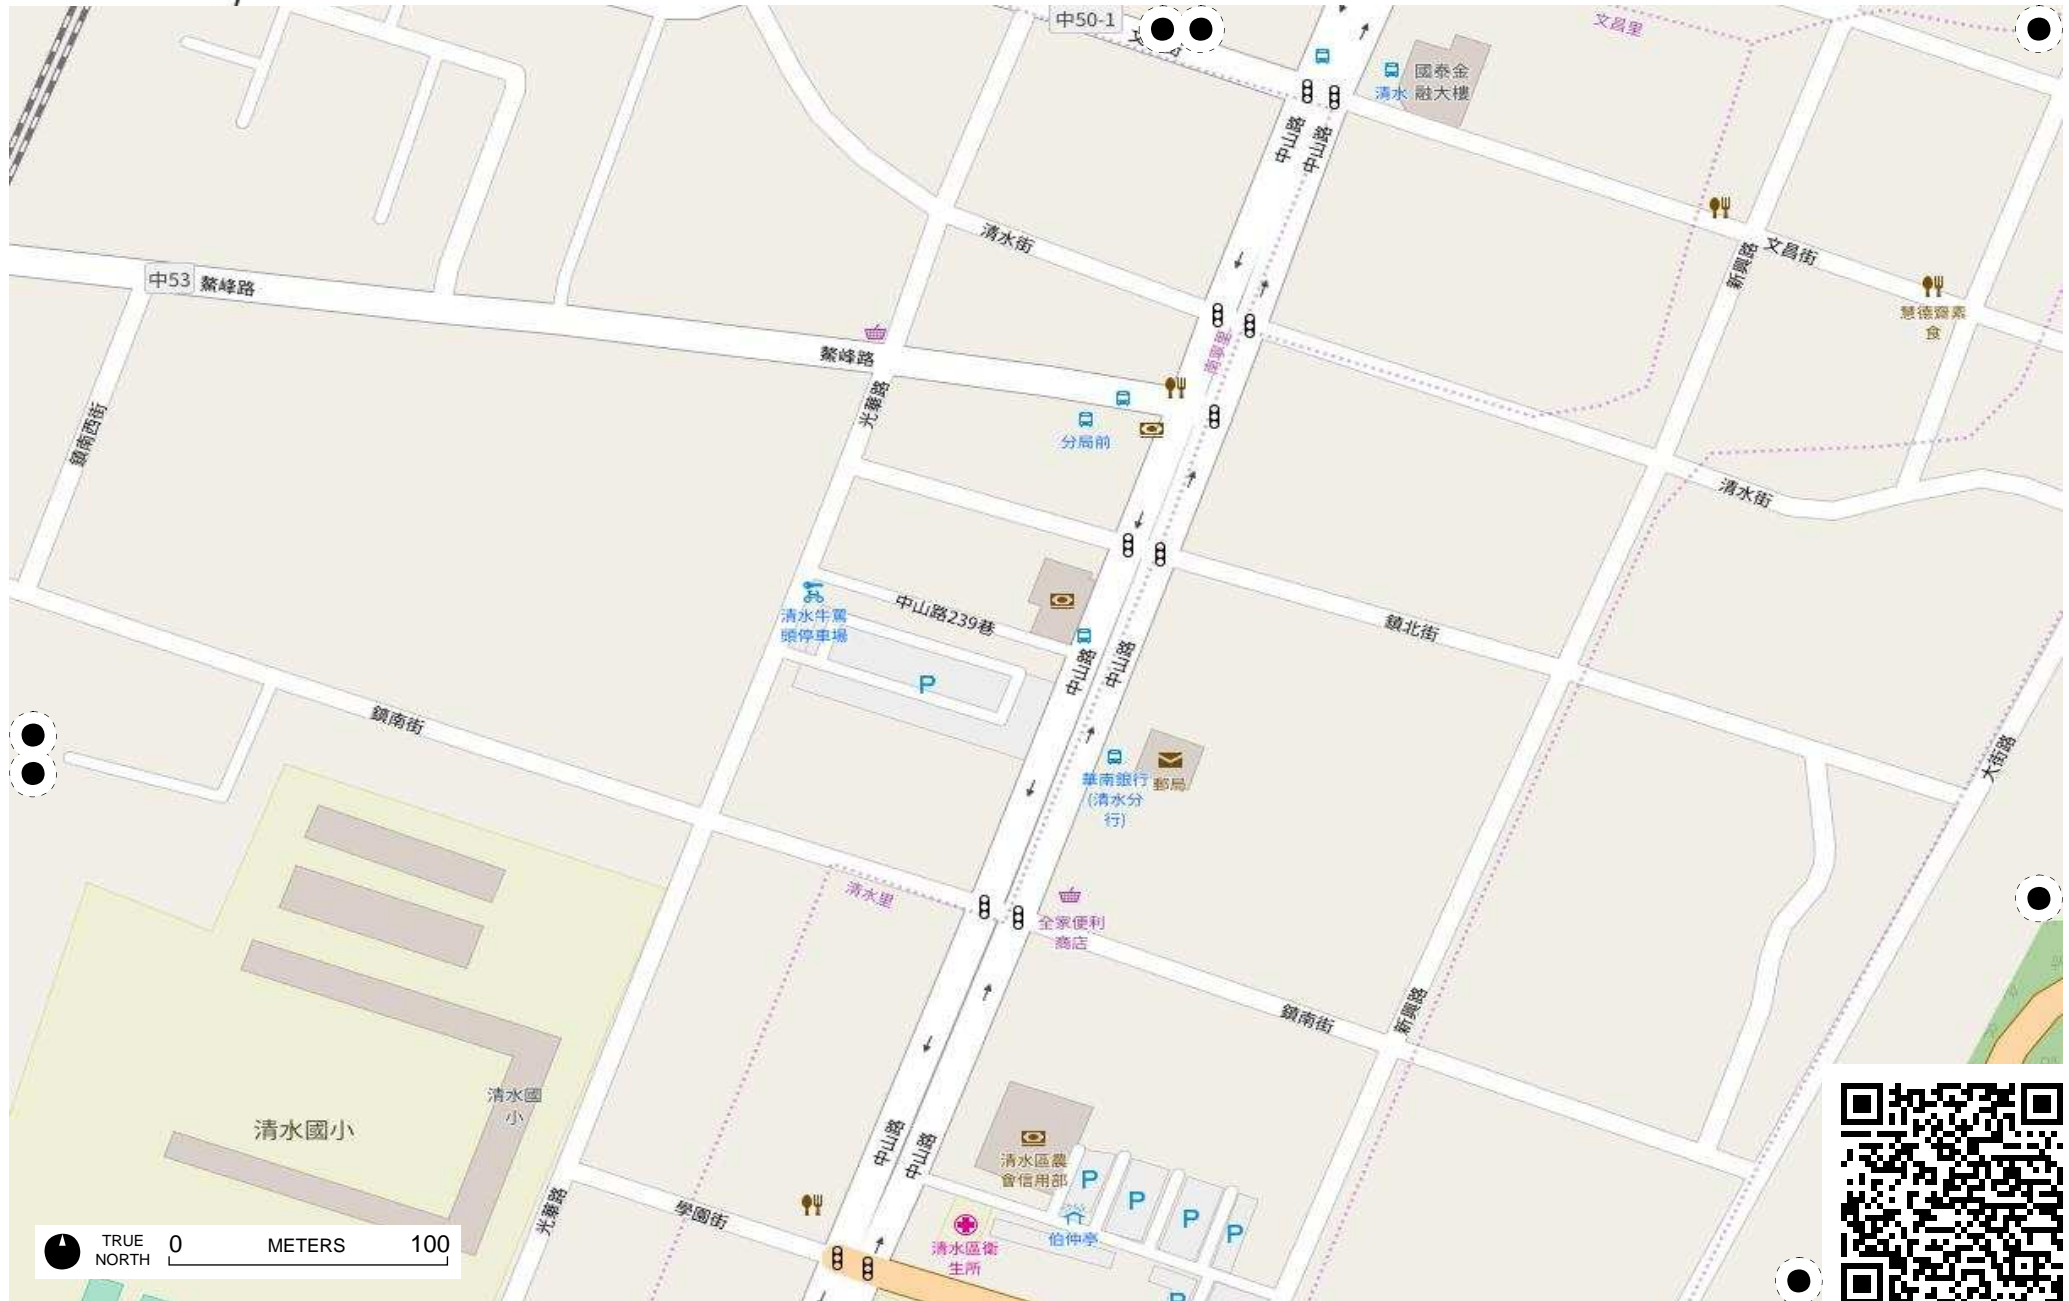 中50-1
文昌里
國泰金
融大樓
清水
中山路
中山路
清水街
文昌街
新興路
中53
鰲峰路
慧德齋素
食
南寧里
鰲峰路
光華路
分局前
鎮南西街
清水街
中山路239巷
清水牛罵
頭停車場
鎮北街
中山路
中山路
P
鎮南街
大街路
華南銀行
(清水分
行)
郵局
清水里
全家便利
商店
鎮南街
新興路
清水國
小
清水國小
中山路
中山路
清水區農
會信用部
P
P
P
P
光華路
學園街
伯仲亭
清水區衛
生所
P
TRUE
NORTH
0 METERS 100